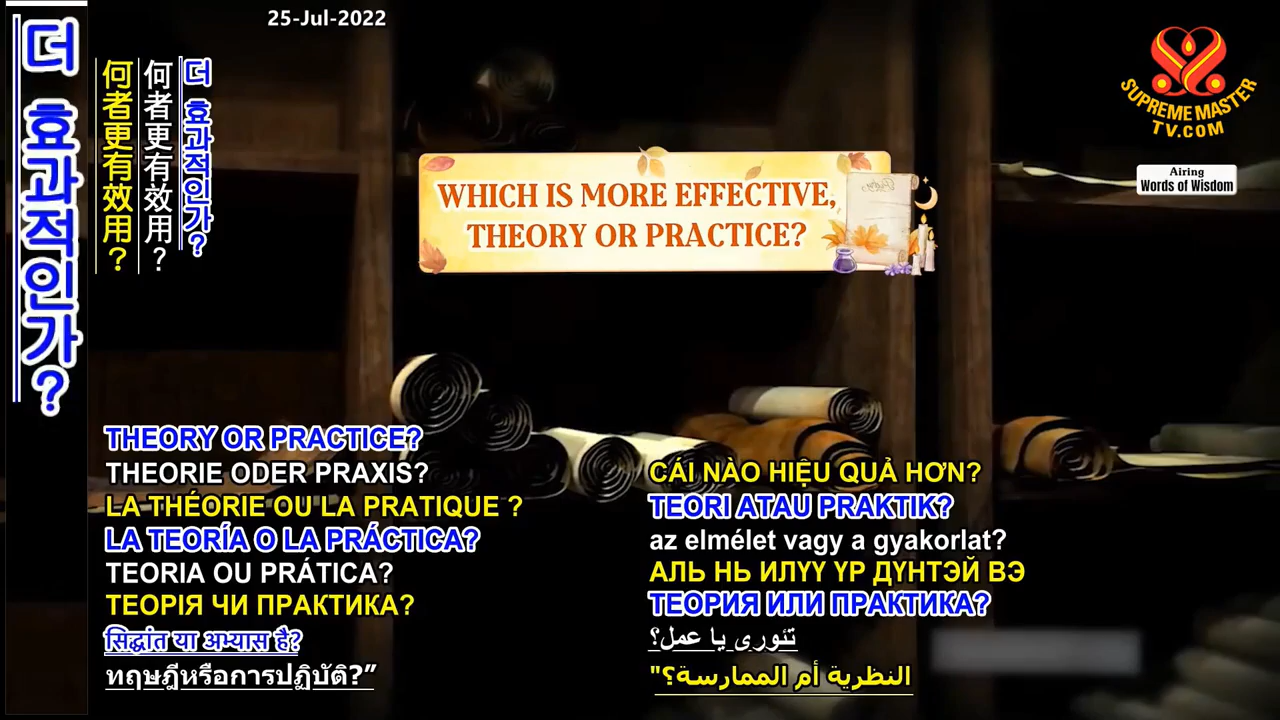 25-Jul-2022
더 효과적인가?
何者更有效用？
何者更有效用？
더 효과적인가?
SUPREME MASTER
TV.COM
Airing
Words of Wisdom
WHICH IS MORE EFFECTIVE,
THEORY OR PRACTICE?
THEORY OR PRACTICE?
THEORIE ODER PRAXIS?
LA THÉORIE OU LA PRATIQUE ?
LA TEORÍA O LA PRÁCTICA?
TEORIA OU PRÁTICA?
ТЕОРІЯ ЧИ ПРАКТИКА?
सिद्धांत या अभ्यास है?
ทฤษฎีหรือการปฏิบัติ?”
CÁI NÀO HIỆU QUẢ HƠN?
TEORI ATAU PRAKTIK?
az elmélet vagy a gyakorlat?
АЛЬ НЬ ИЛҮҮ ҮР ДҮНТЭЙ ВЭ
ТЕОРИЯ ИЛИ ПРАКТИКА?
تئوری یا عمل؟
النظرية أم الممارسة؟"